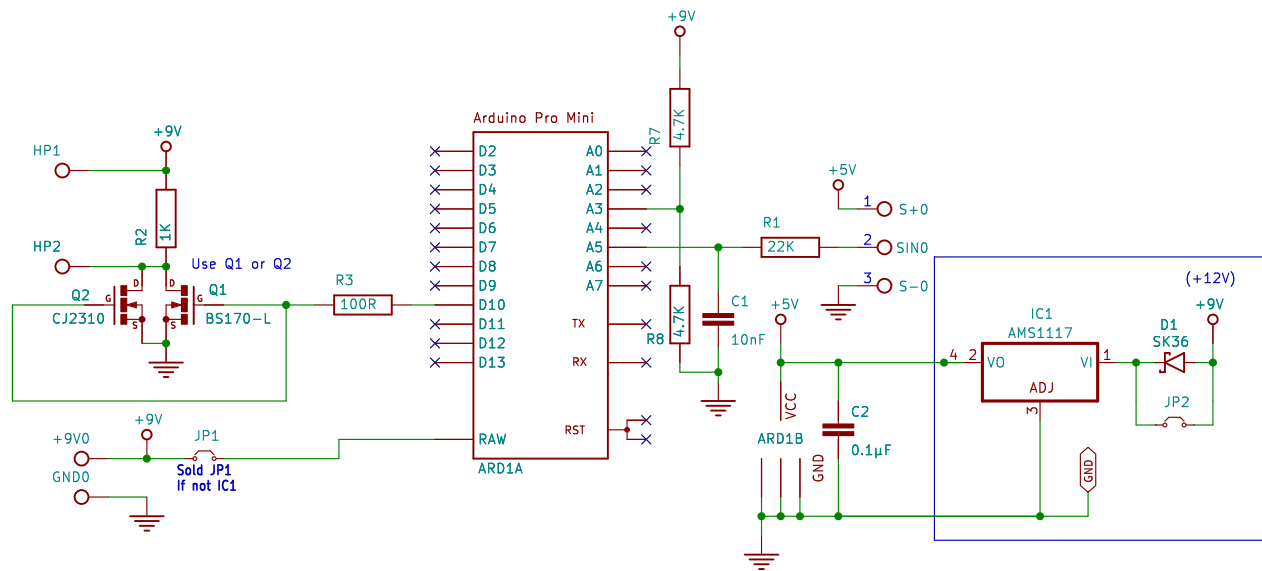 +9V
HP1
R2
1K
HP2
Use Q1 or Q2
Q2
G
D
S
CJ2310
D
S
G
Q1
BS170-L
R3
100R
+9V
+9V0
JP1
Sold JP1
If not IC1
GND0
Arduino Pro Mini
D2
D3
D4
D5
D6
D7
D8
D9
D10
D11
D12
D13
RAW
A0
A1
A2
A3
A4
A5
A6
A7
TX
RX
RST
ARD1A
+9V
R7
4.7K
R8
4.7K
C1
10nF
R1
22K
+5V
1
S+0
2
SIN0
3
S-0
+5V
VCC
ARD1B
GND
C2
0.1µF
4
2
IC1
AMS1117
VO
VI
ADJ
1
3
(+12V)
+9V
D1
SK36
JP2
GND